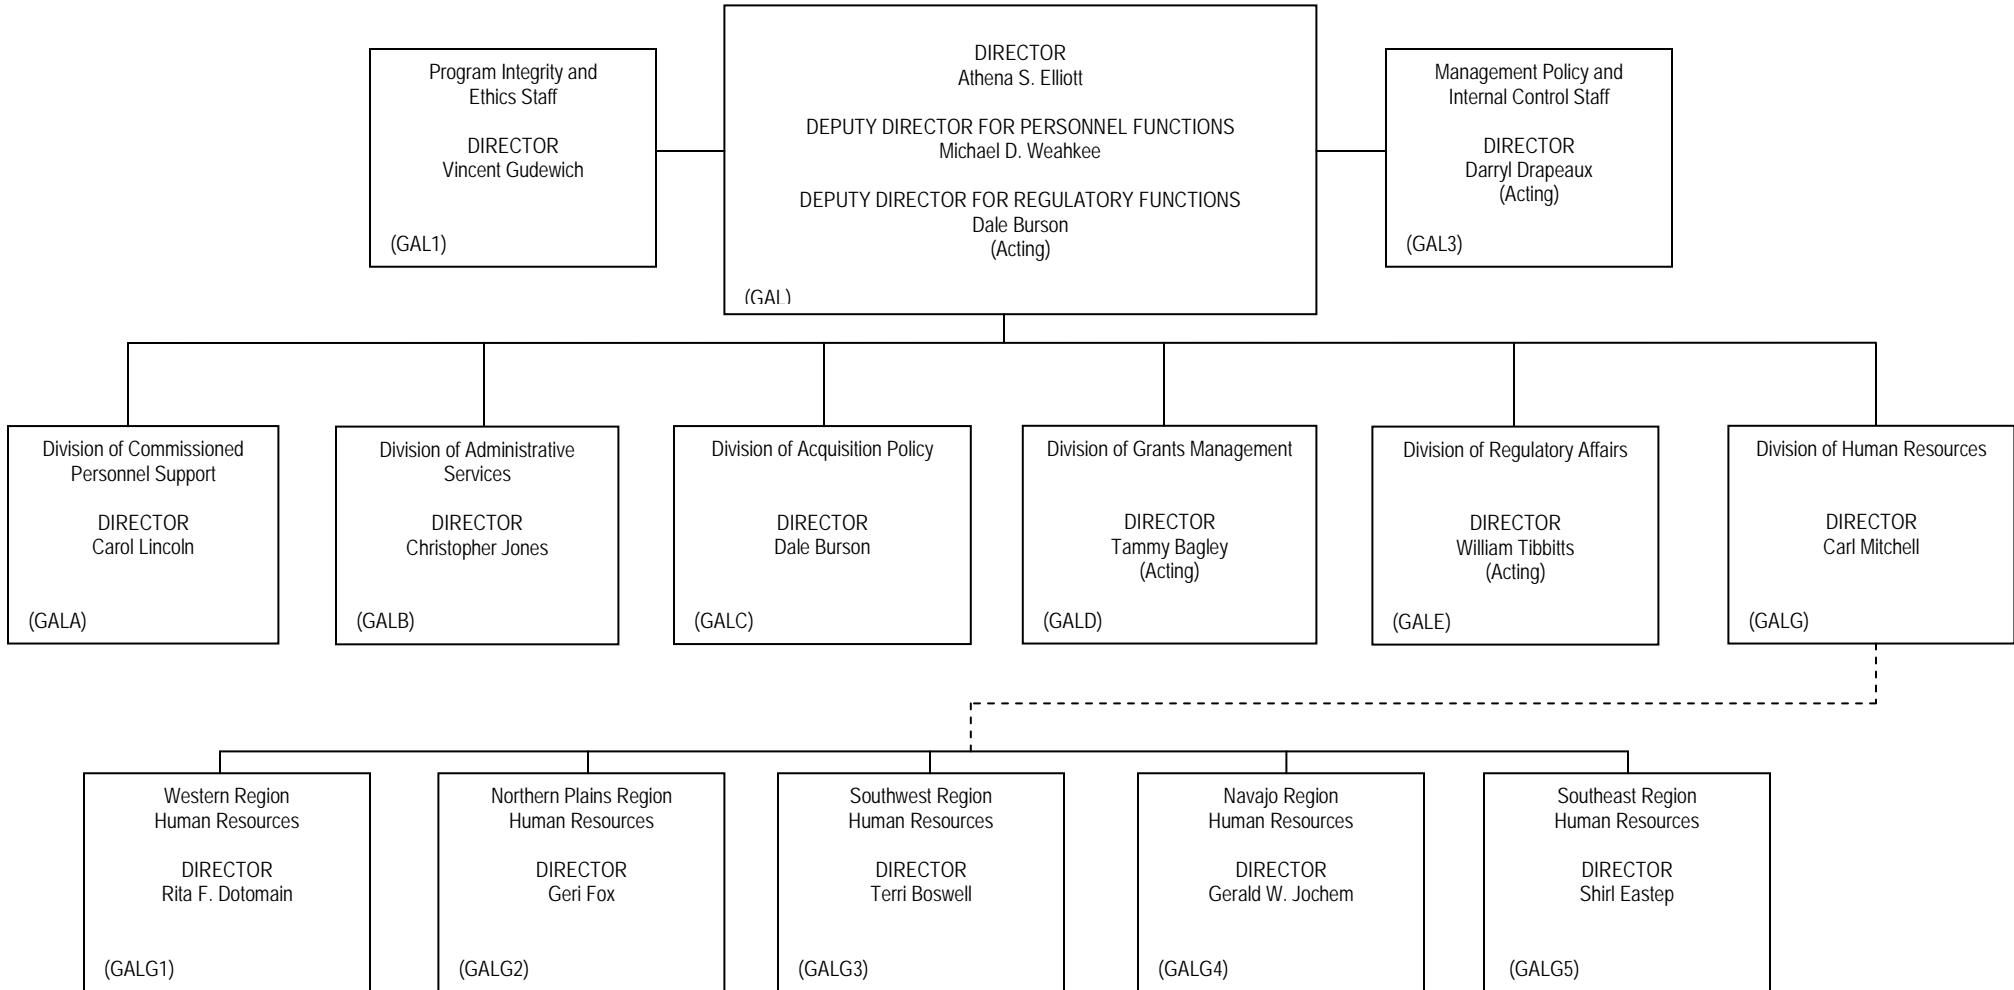 Program Integrity and
Ethics Staff
DIRECTOR
Vincent Gudewich
(GAL1)
DIRECTOR
Athena S. Elliott
DEPUTY DIRECTOR FOR PERSONNEL FUNCTIONS
Michael D. Weahkee
DEPUTY DIRECTOR FOR REGULATORY FUNCTIONS
Dale Burson
(Acting)
(GAL)
Management Policy and
Internal Control Staff
DIRECTOR
Darryl Drapeaux
(Acting)
(GAL3)
Division of Commissioned
Personnel Support
DIRECTOR
Carol Lincoln
(GALA)
Division of Administrative
Services
DIRECTOR
Christopher Jones
(GALB)
Division of Acquisition Policy
DIRECTOR
Dale Burson
(GALC)
Division of Grants Management
DIRECTOR
Tammy Bagley
(Acting)
(GALD)
Division of Regulatory Affairs
DIRECTOR
William Tibbitts
(Acting)
(GALE)
Division of Human Resources
DIRECTOR
Carl Mitchell
(GALG)
Western Region
Human Resources
DIRECTOR
Rita F. Dotomain
(GALG1)
Northern Plains Region
Human Resources
DIRECTOR
Geri Fox
(GALG2)
Southwest Region
Human Resources
DIRECTOR
Terri Boswell
(GALG3)
Navajo Region
Human Resources
DIRECTOR
Gerald W. Jochem
(GALG4)
Southeast Region
Human Resources
DIRECTOR
Shirl Eastep
(GALG5)